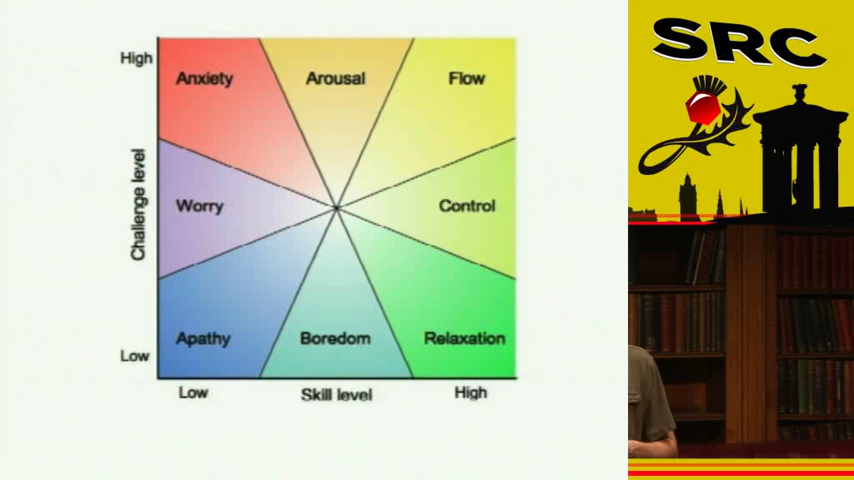 High
Anxiety Arousal Flow
Challenge level
Worry Control
Apathy Boredom Relaxation
Low
Low Skill level High
SRC